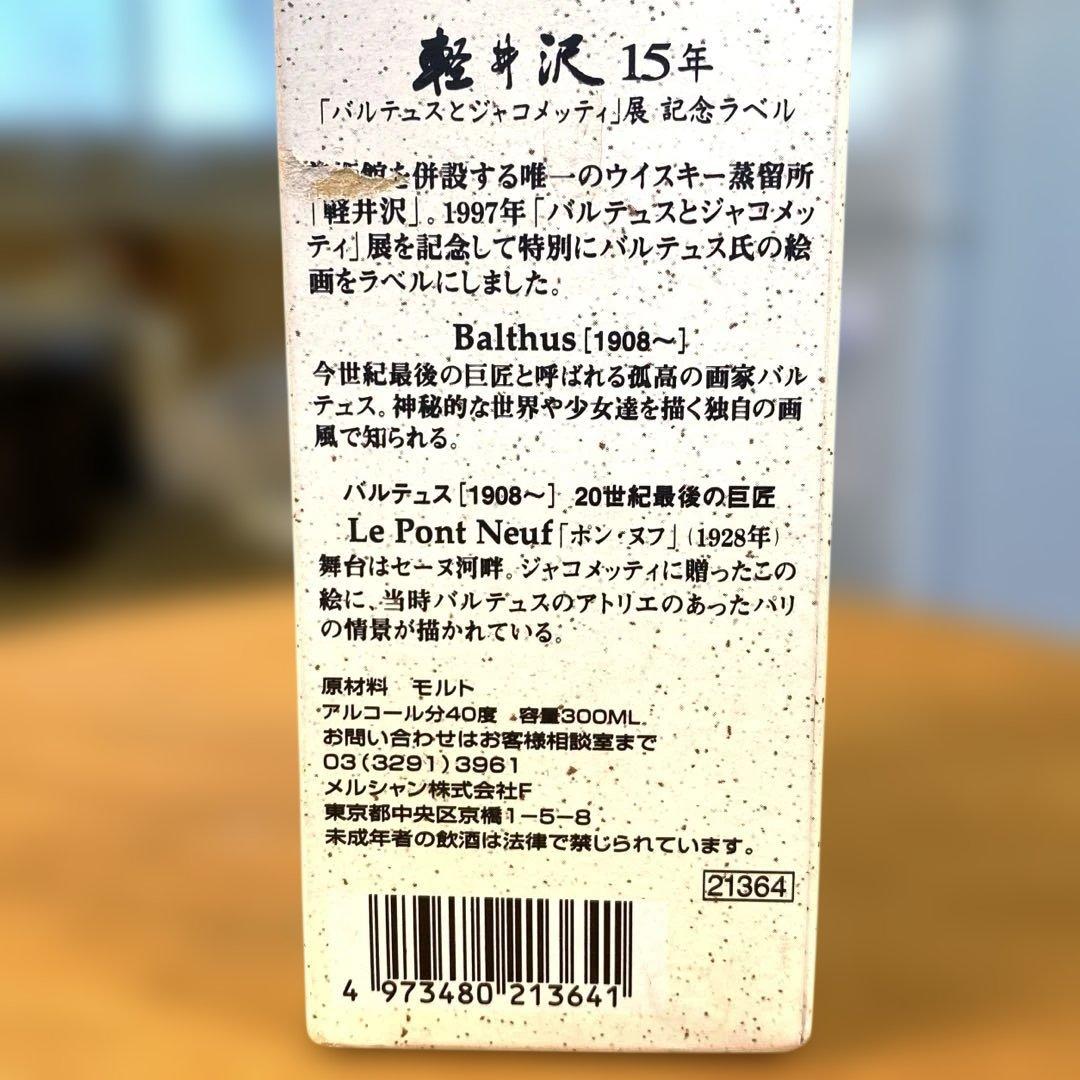 軽井沢 15年
「バルテュスとジャコメッティ」展 記念ラベル
館を併設する唯一のウイスキー蒸留所
「軽井沢」。1997年「バルテュスとジャコメッ
ティ」展を記念して特別にバルテュス氏の絵
画をラベルにしました。
Balthus [1908〜]
今世紀最後の巨匠と呼ばれる孤高の画家バル
テュス。神秘的な世界や少女達を描く独自の画
風で知られる。
バルテュス [1908〜] 20世紀最後の巨匠
Le Pont Neuf「ポン・ヌフ」(1928年)
舞台はセーヌ河畔。ジャコメッティに贈ったこの
絵に、当時バルテュスのアトリエのあったパリ
の情景が描かれている。
原材料 モルト
アルコール分40度 容量300ML
お問い合わせはお客様相談室まで
03(3291)3961
メルシャン株式会社F
東京都中央区京橋1-5-8
未成年者の飲酒は法律で禁じられています。
21364
4 973480 213641